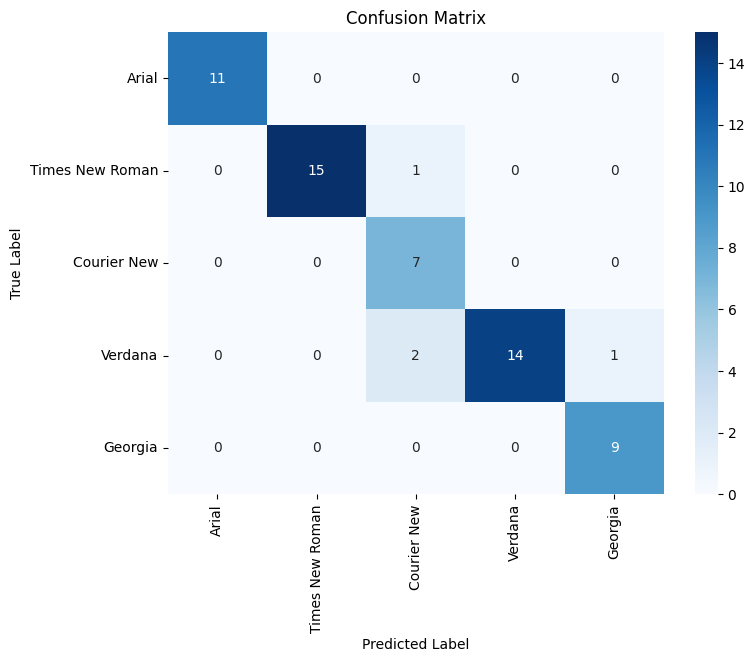 Confusion Matrix
Arial 11 0 0 0 0
Times New Roman 0 15 1 0 0
Courier New 0 0 7 0 0
Verdana 0 0 2 14 1
Georgia 0 0 0 0 9
True Label
Arial Times New Roman Courier New Verdana Georgia
Predicted Label
14
12
10
8
6
4
2
0